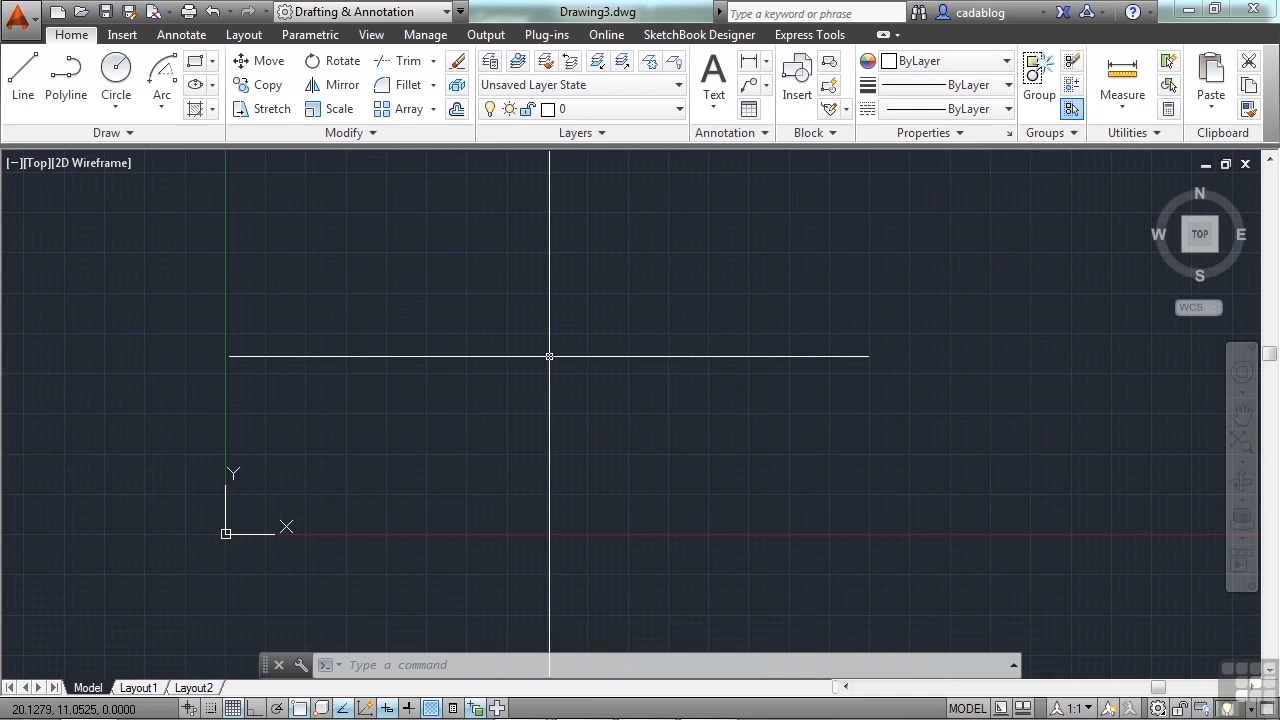 Drafting & Annotation
Drawing3.dwg
Type a keyword or phrase
cadablog
Home Insert Annotate Layout Parametric View Manage Output Plug-ins Online SketchBook Designer Express Tools
Line Polyline Circle Arc
Move Rotate Trim
Copy Mirror Fillet
Stretch Scale Array
Unsaved Layer State
0
A
Text
Insert
ByLayer
ByLayer
ByLayer
Group
Measure
Paste
Draw Modify Layers Annotation Block Properties Groups Utilities Clipboard
[−][Top][2D Wireframe]
N
W TOP E
S
WCS
Y
X
Type a command
Model Layout1 Layout2
20.1279, 11.0525, 0.0000
MODEL
1:1